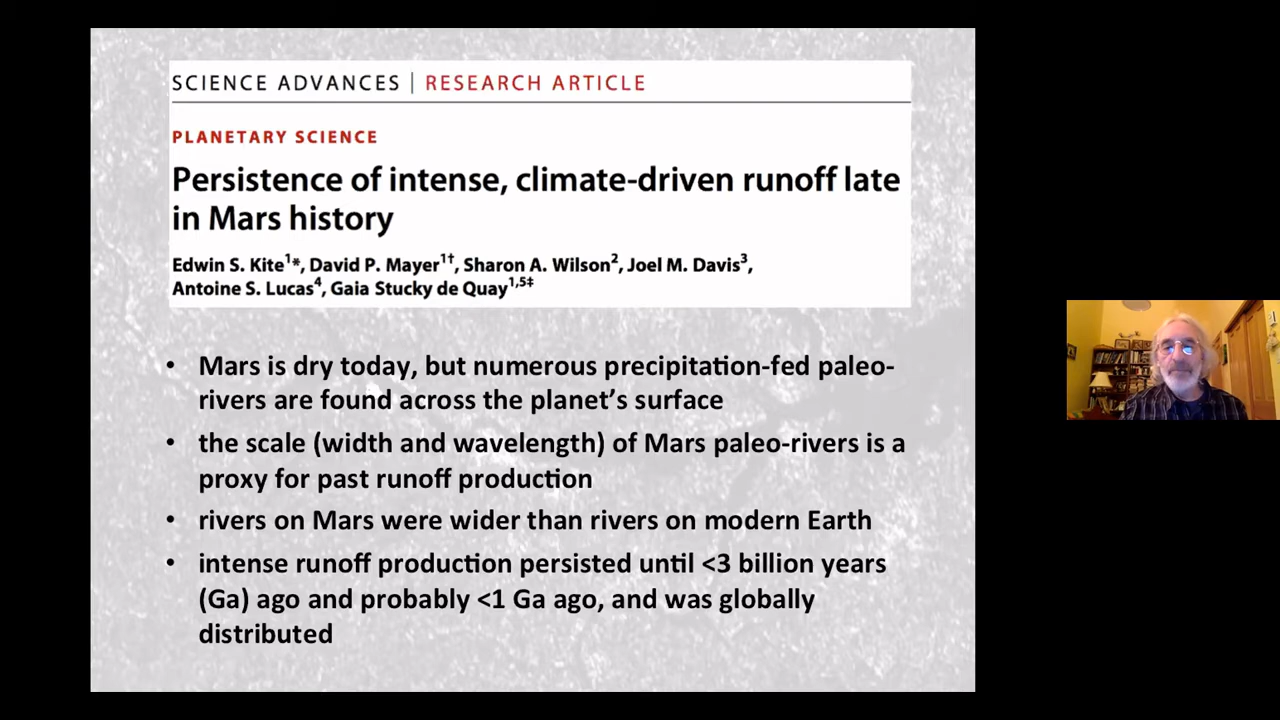 SCIENCE ADVANCES | RESEARCH ARTICLE
PLANETARY SCIENCE
Persistence of intense, climate-driven runoff late
in Mars history
Edwin S. Kite1*, David P. Mayer1†, Sharon A. Wilson2, Joel M. Davis3,
Antoine S. Lucas4, Gaia Stucky de Quay1,5‡
• Mars is dry today, but numerous precipitation-fed paleo-
rivers are found across the planet's surface
• the scale (width and wavelength) of Mars paleo-rivers is a
proxy for past runoff production
• rivers on Mars were wider than rivers on modern Earth
• intense runoff production persisted until <3 billion years
(Ga) ago and probably <1 Ga ago, and was globally
distributed